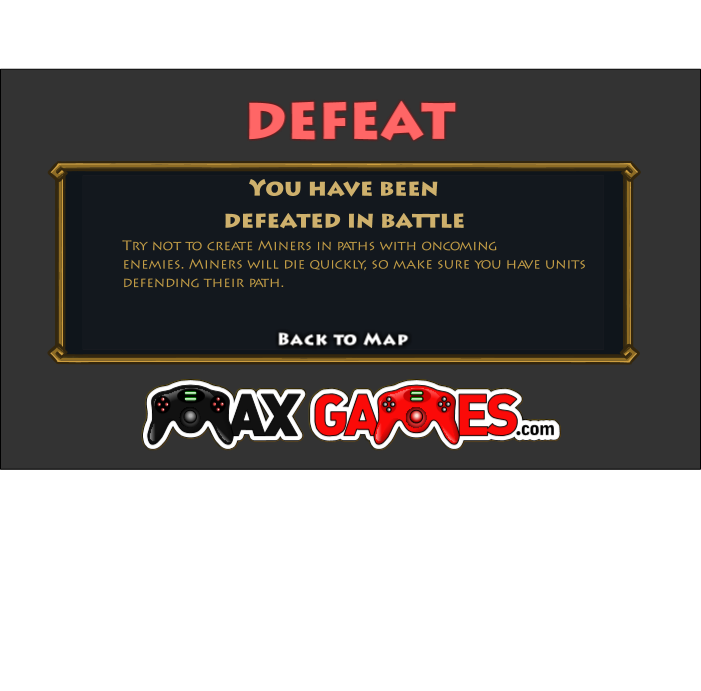 DEFEAT
You have been
defeated in battle
Try not to create Miners in paths with oncoming
enemies. Miners will die quickly, so make sure you have units
defending their path.
Back to Map
MAX GAMES.com